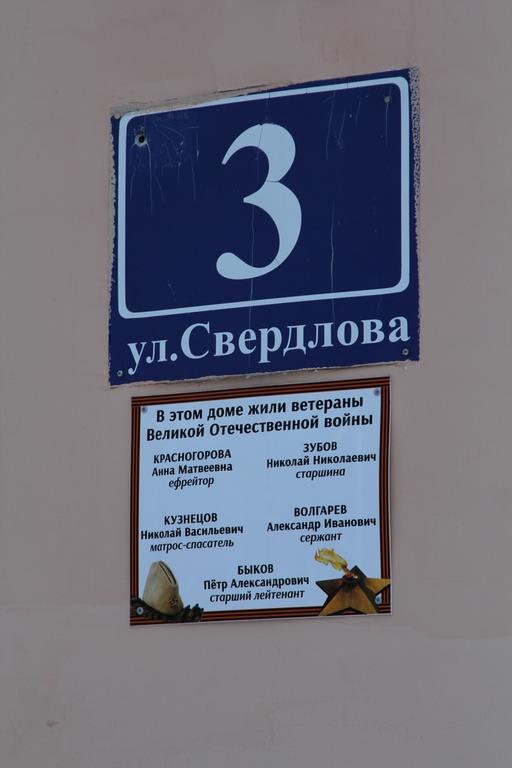 3
ул.Свердлова
В этом доме жили ветераны
Великой Отечественной войны
КРАСНОГОРОВА
Анна Матвеевна
ефрейтор
ЗУБОВ
Николай Николаевич
старшина
КУЗНЕЦОВ
Николай Васильевич
матрос-спасатель
ВОЛГАРЕВ
Александр Иванович
сержант
БЫКОВ
Пётр Александрович
старший лейтенант